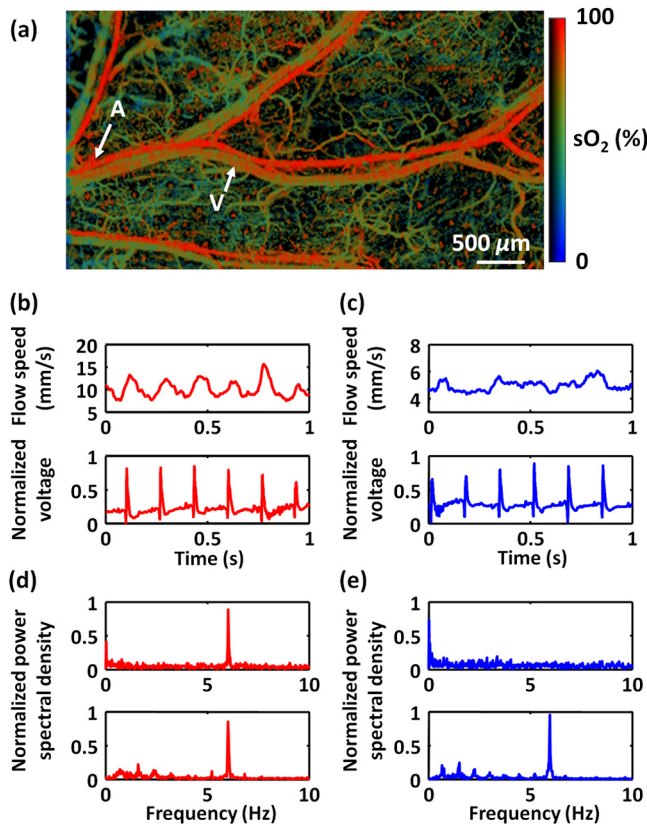 (a)
A
V
500 µm
100
sO2 (%)
0
(b)
(c)
Flow speed
(mm/s)
20
15
10
5
0
0.5
1
Flow speed
(mm/s)
8
6
4
0
0.5
1
Normalized
voltage
1
0.5
0
0
0.5
1
Time (s)
Normalized
voltage
1
0.5
0
0
0.5
1
Time (s)
(d)
(e)
Normalized power
spectral density
1
0.5
0
0
5
10
1
0.5
0
0
5
10
Frequency (Hz)
Normalized power
spectral density
1
0.5
0
0
5
10
1
0.5
0
0
5
10
Frequency (Hz)